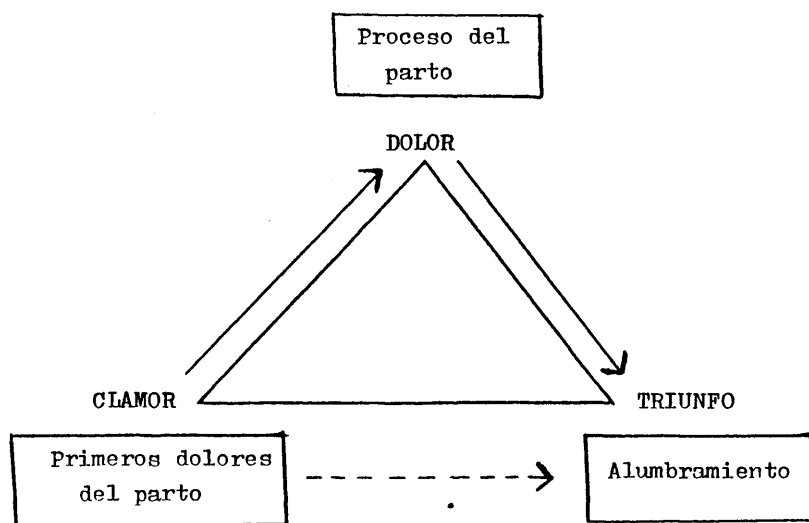 Proceso del
parto
DOLOR
CLAMOR
TRIUNFO
Primeros dolores
del parto
Alumbramiento